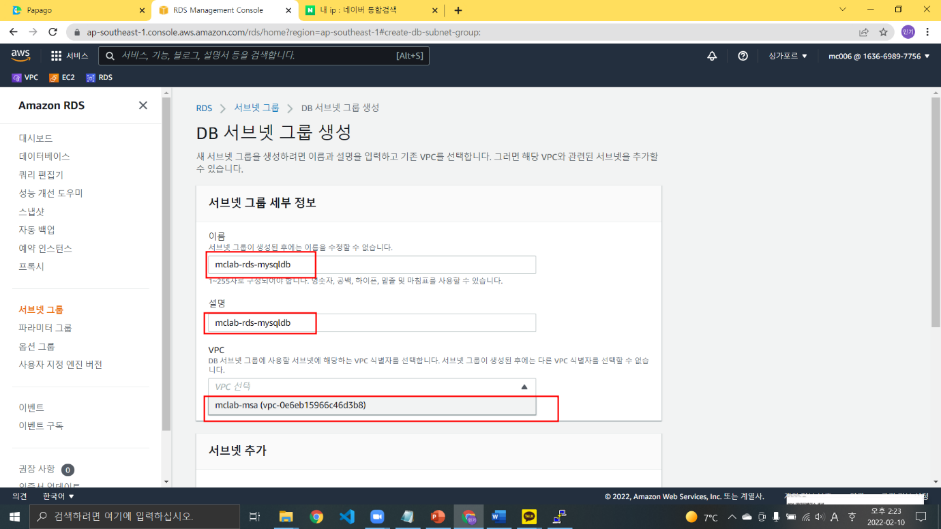 Papago
RDS Management Console
내 ip : 네이버 통합검색
ap-southeast-1.console.aws.amazon.com/rds/home?region=ap-southeast-1#create-db-subnet-group:
민기
aws
서비스
서비스, 기능, 블로그, 설명서 등을 검색합니다.
[Alt+S]
싱가포르
mc006 @ 1636-6989-7756
VPC
EC2
RDS
Amazon RDS
대시보드
데이터베이스
쿼리 편집기
성능 개선 도우미
스냅샷
자동 백업
예약 인스턴스
프록시
서브넷 그룹
파라미터 그룹
옵션 그룹
사용자 지정 엔진 버전
이벤트
이벤트 구독
권장 사항 0
인증서 업데이트
RDS
서브넷 그룹
DB 서브넷 그룹 생성
DB 서브넷 그룹 생성
새 서브넷 그룹을 생성하려면 이름과 설명을 입력하고 기존 VPC를 선택합니다. 그러면 해당 VPC와 관련된 서브넷을 추가할
수 있습니다.
서브넷 그룹 세부 정보
이름
서브넷 그룹이 생성된 후에는 이름을 수정할 수 없습니다.
mclab-rds-mysqldb
1~255자로 구성되어야 합니다. 영숫자, 공백, 하이픈, 밑줄 및 마침표를 사용할 수 있습니다.
설명
mclab-rds-mysqldb
VPC
DB 서브넷 그룹에 사용할 서브넷에 해당하는 VPC 식별자를 선택합니다. 서브넷 그룹이 생성된 후에는 다른 VPC 식별자를 선택할 수 없습
니다.
VPC 선택
mclab-msa (vpc-0e6eb15966c46d3b8)
서브넷 추가
의견
한국어
© 2022, Amazon Web Services, Inc. 또는 계열사.
검색하려면 여기에 입력하십시오.
7°C
A
오후 2:23
2022-02-10